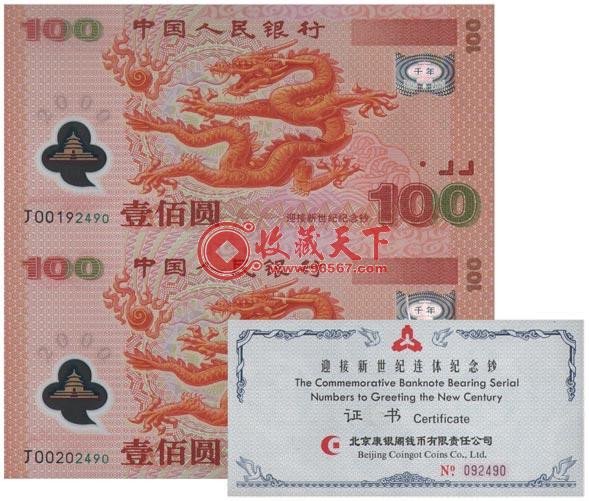 100
中国人民银行
100
千年
2000
J00192490
壹佰圆
迎接新世纪纪念钞
100
收藏天下
www.96567.com
100
中国人民银行
100
千年
2000
J00202490
壹佰圆
迎接新世纪连体纪念钞
The Commemorative Banknote Bearing Serial
Numbers to Greeting the New Century
证 书 Certificate
北京康银阁钱币有限责任公司
Beijing Coingot Coins Co., Ltd.
№ 092490